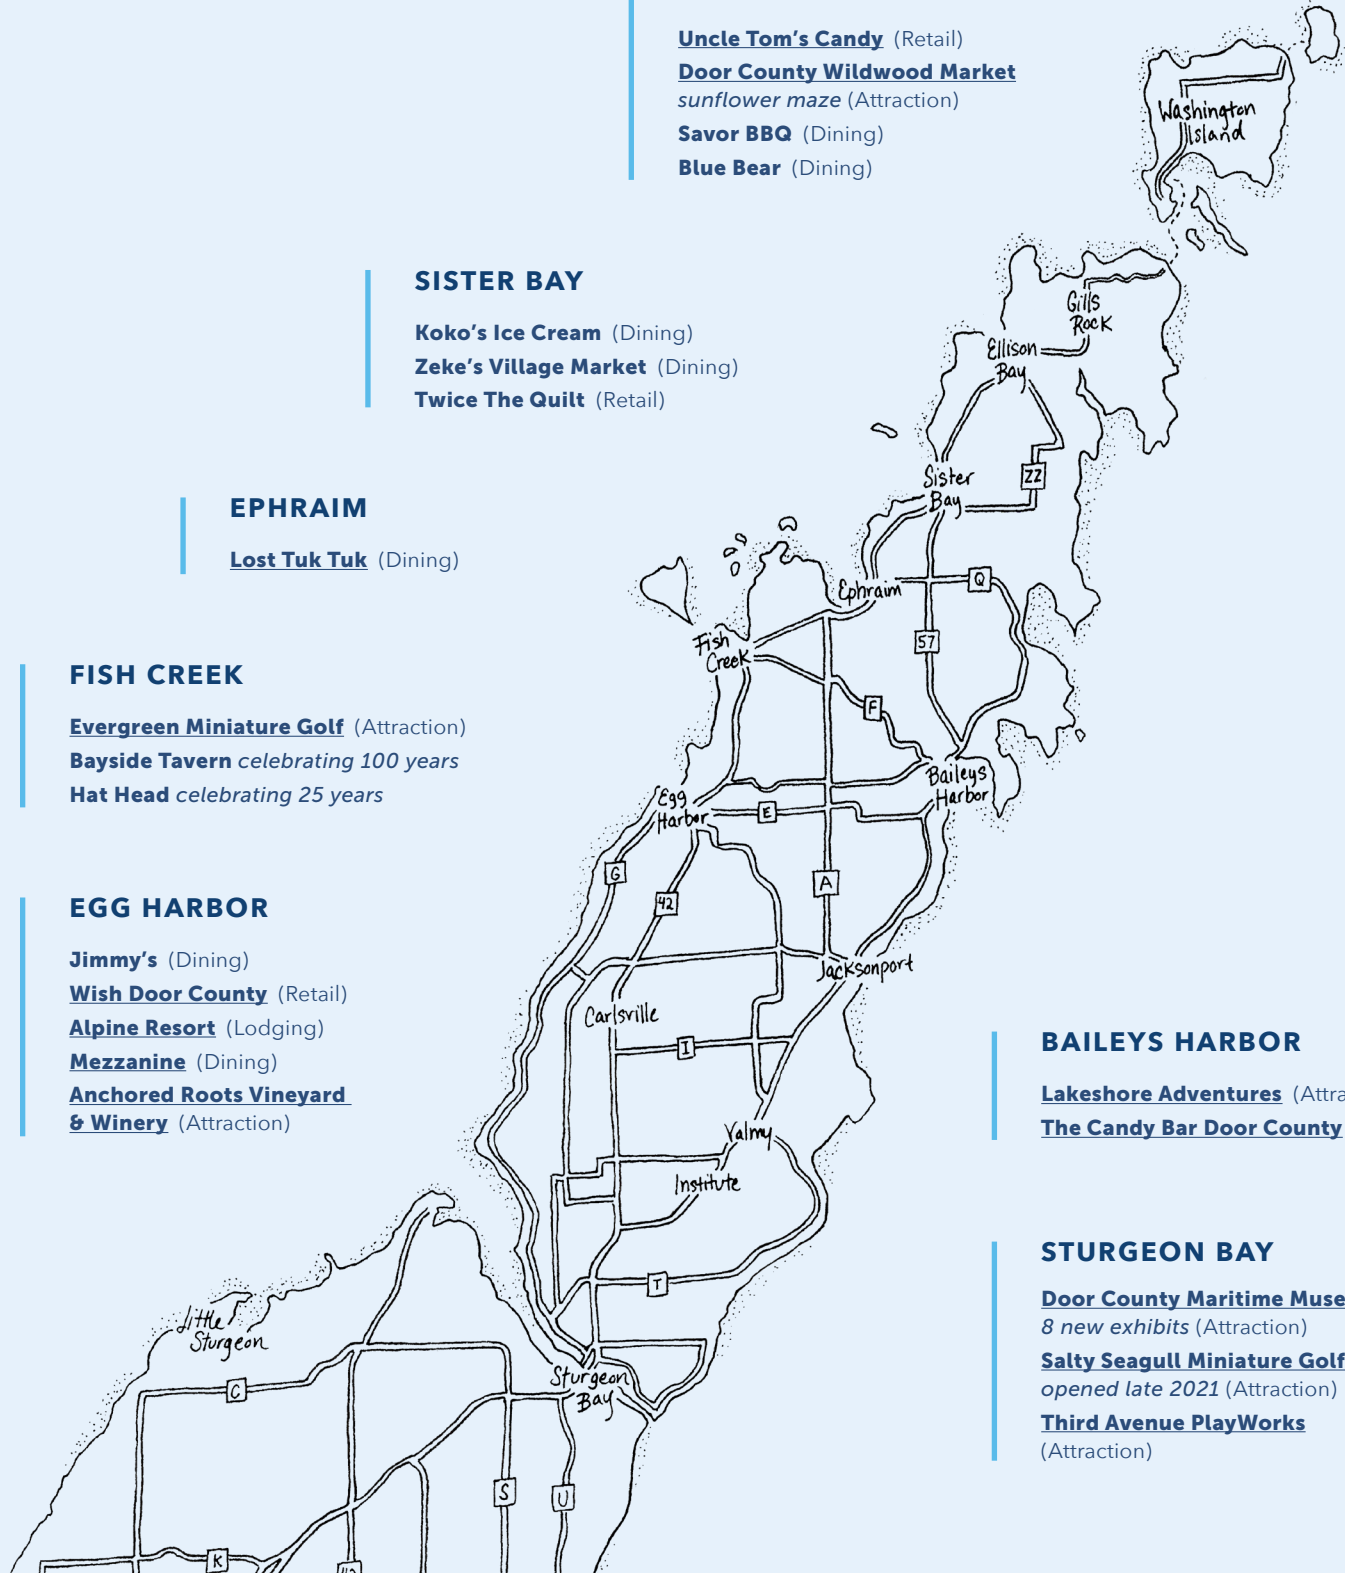 Uncle Tom's Candy (Retail)
Door County Wildwood Market
sunflower maze (Attraction)
Savor BBQ (Dining)
Blue Bear (Dining)
SISTER BAY
Koko's Ice Cream (Dining)
Zeke's Village Market (Dining)
Twice The Quilt (Retail)
EPHRAIM
Lost Tuk Tuk (Dining)
FISH CREEK
Evergreen Miniature Golf (Attraction)
Bayside Tavern celebrating 100 years
Hat Head celebrating 25 years
EGG HARBOR
Jimmy's (Dining)
Wish Door County (Retail)
Alpine Resort (Lodging)
Mezzanine (Dining)
Anchored Roots Vineyard
& Winery (Attraction)
BAILEYS HARBOR
Lakeshore Adventures (Attra
The Candy Bar Door County
STURGEON BAY
Door County Maritime Muse
8 new exhibits (Attraction)
Salty Seagull Miniature Golf
opened late 2021 (Attraction)
Third Avenue PlayWorks
(Attraction)
Washington
Island
Gills
Rock
Ellison
Bay
Sister
Bay
ZZ
Ephraim
Q
57
Fish
Creek
F
Baileys
Harbor
Egg
Harbor
E
G
42
A
Jacksonport
Carlsville
I
Valmy
Institute
T
Little
Sturgeon
Sturgeon
Bay
C
S
U
K
42